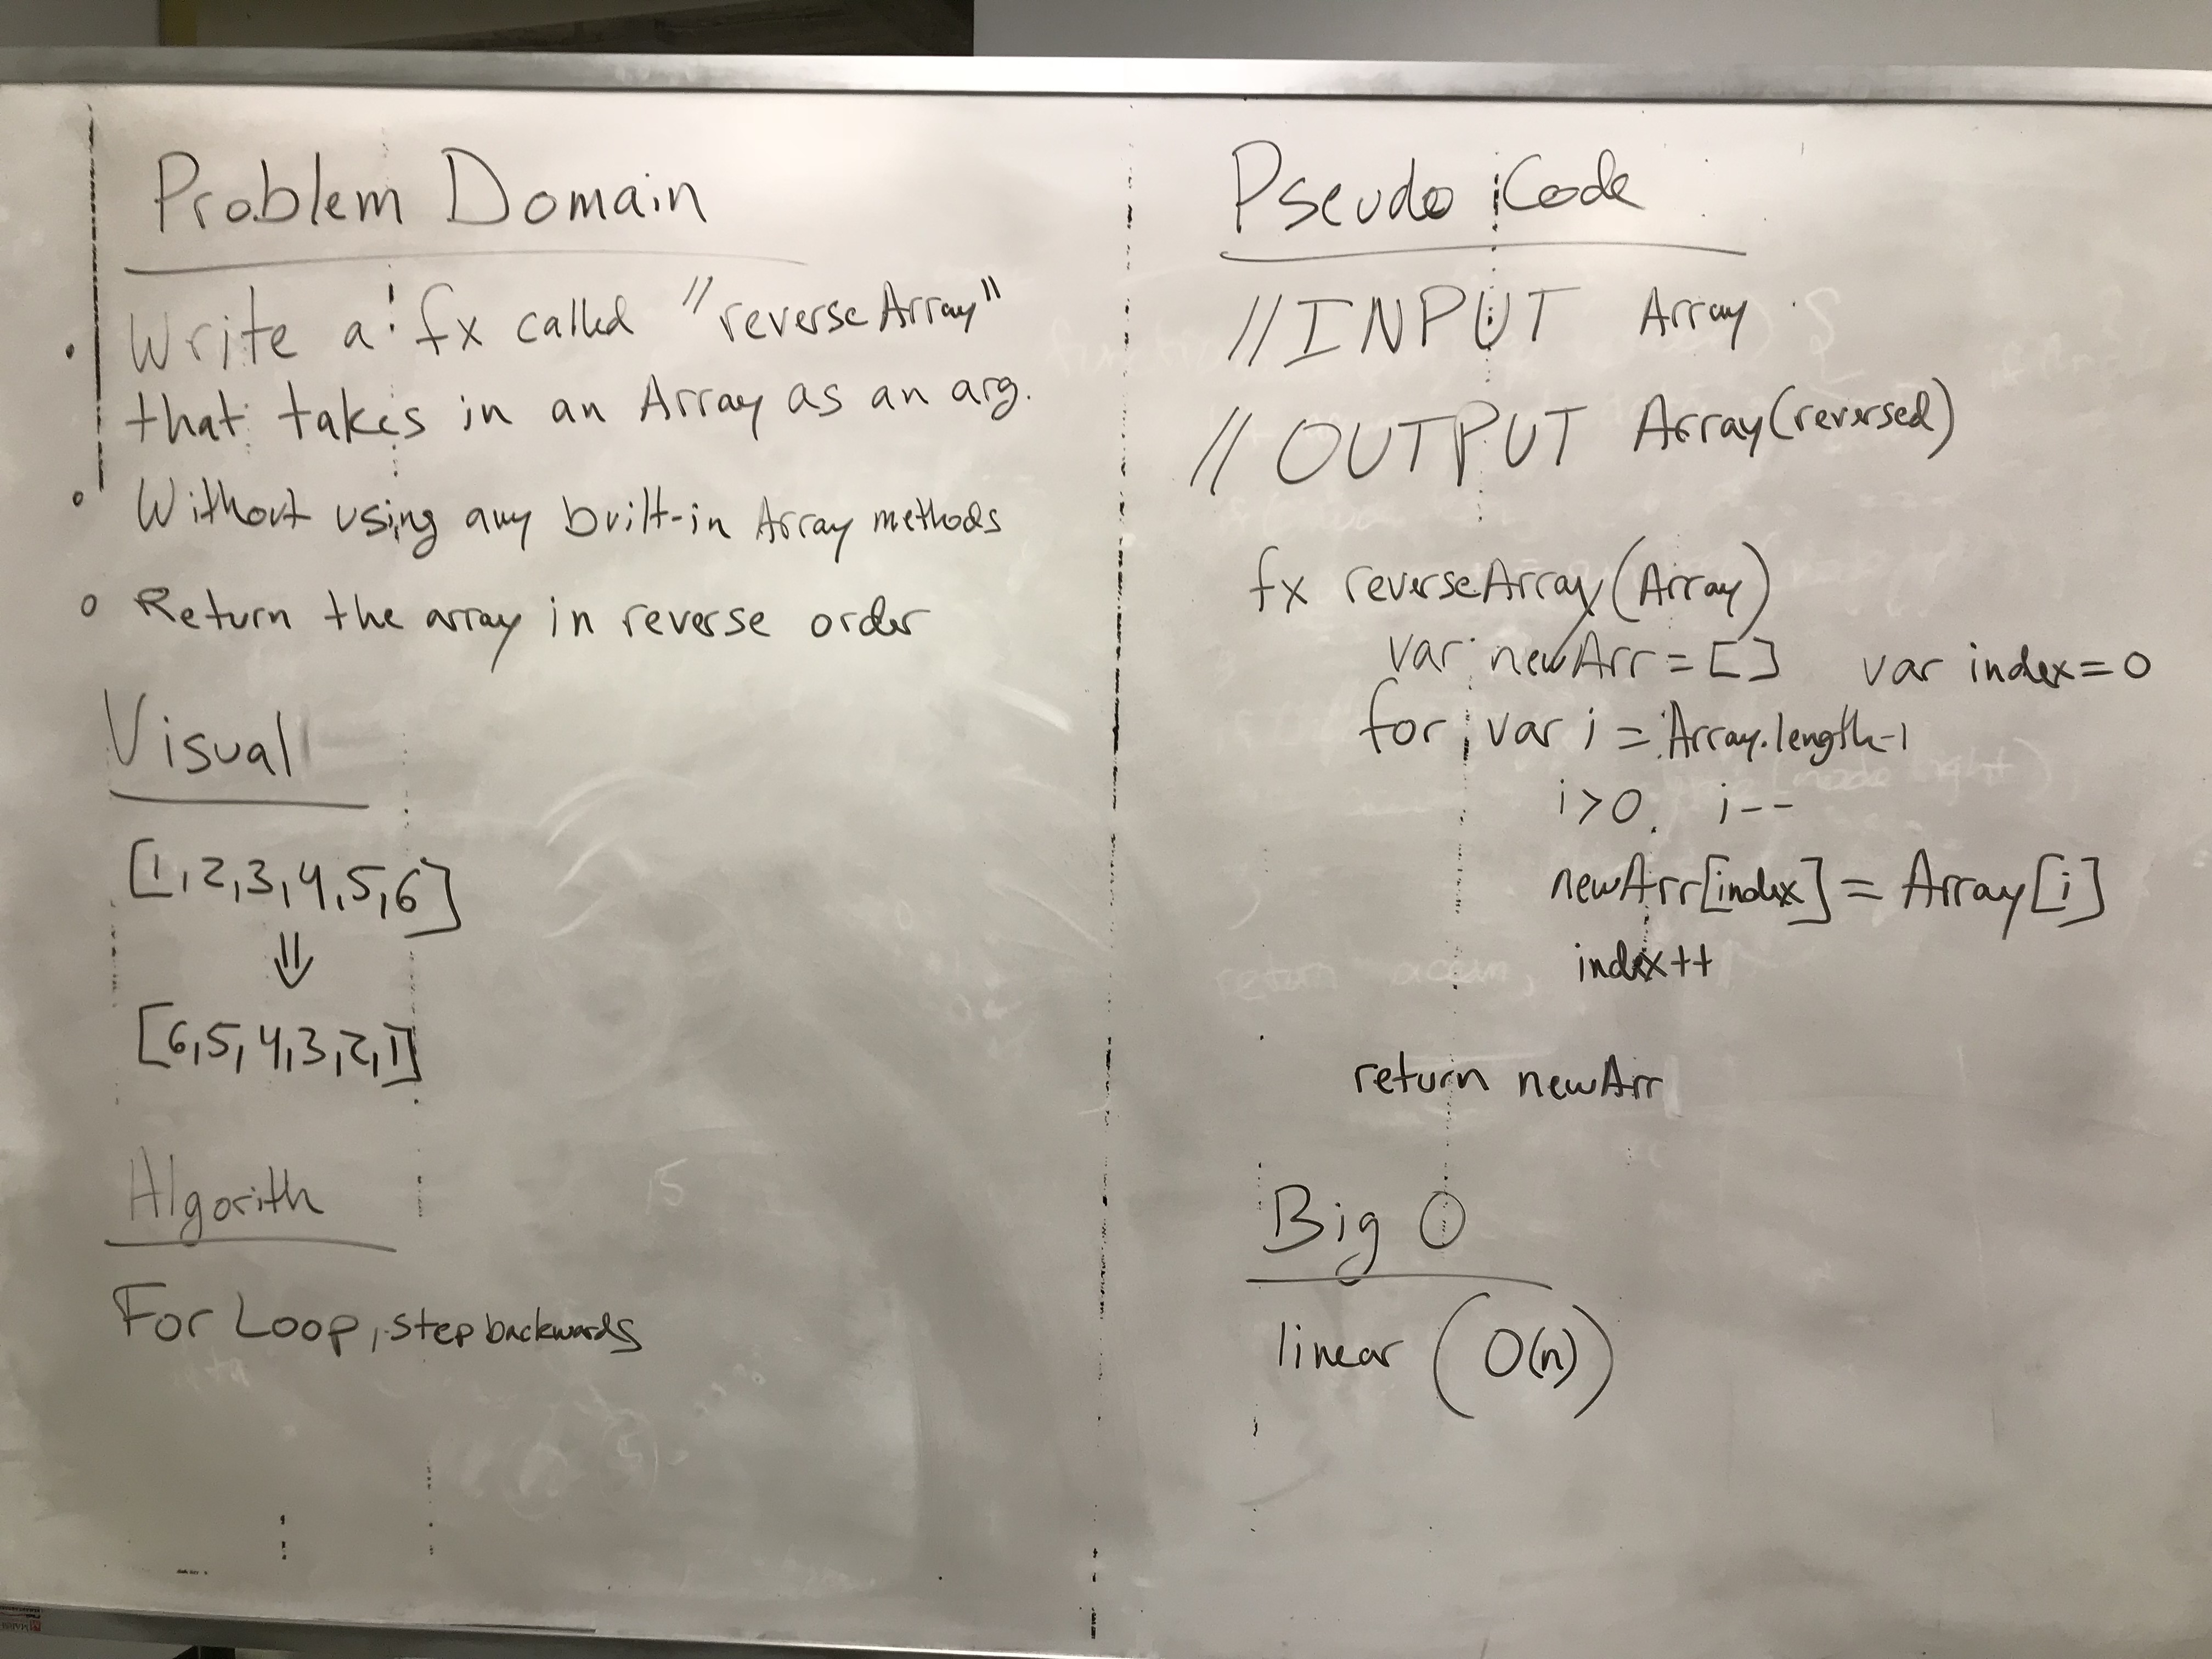 Problem Domain
Write a fx called "reverseArray"
that takes in an Array as an arg.
Without using any built-in Array methods
Return the array in reverse order
Visual
[1,2,3,4,5,6]
⇓
[6,5,4,3,2,1]
Algorith
For Loop, step backwards
Pseudo Code
//INPUT Array
// OUTPUT Array(reversed)
fx reverseArray(Array)
var newArr = [] var index=0
for var i = Array.length-1
i>0 i--
newArr[index] = Array[i]
index++
return newArr
Big O
linear (O(n))
return accum,
15